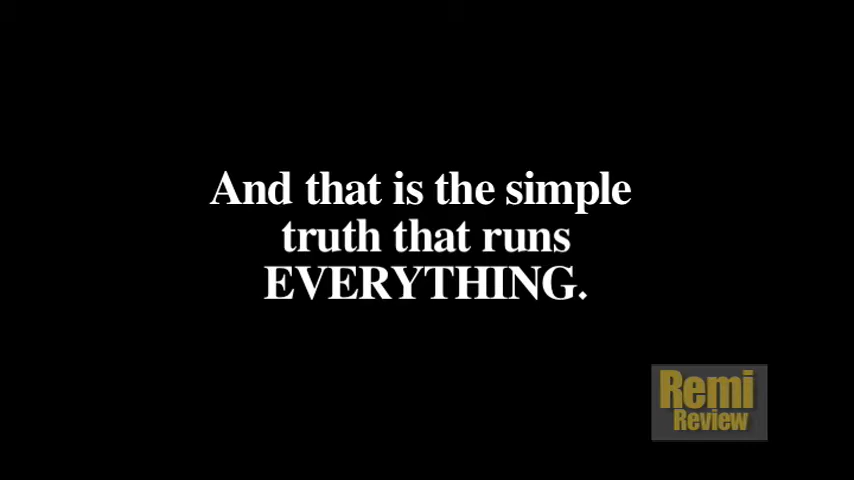 And that is the simple
truth that runs
EVERYTHING.
Remi
Review